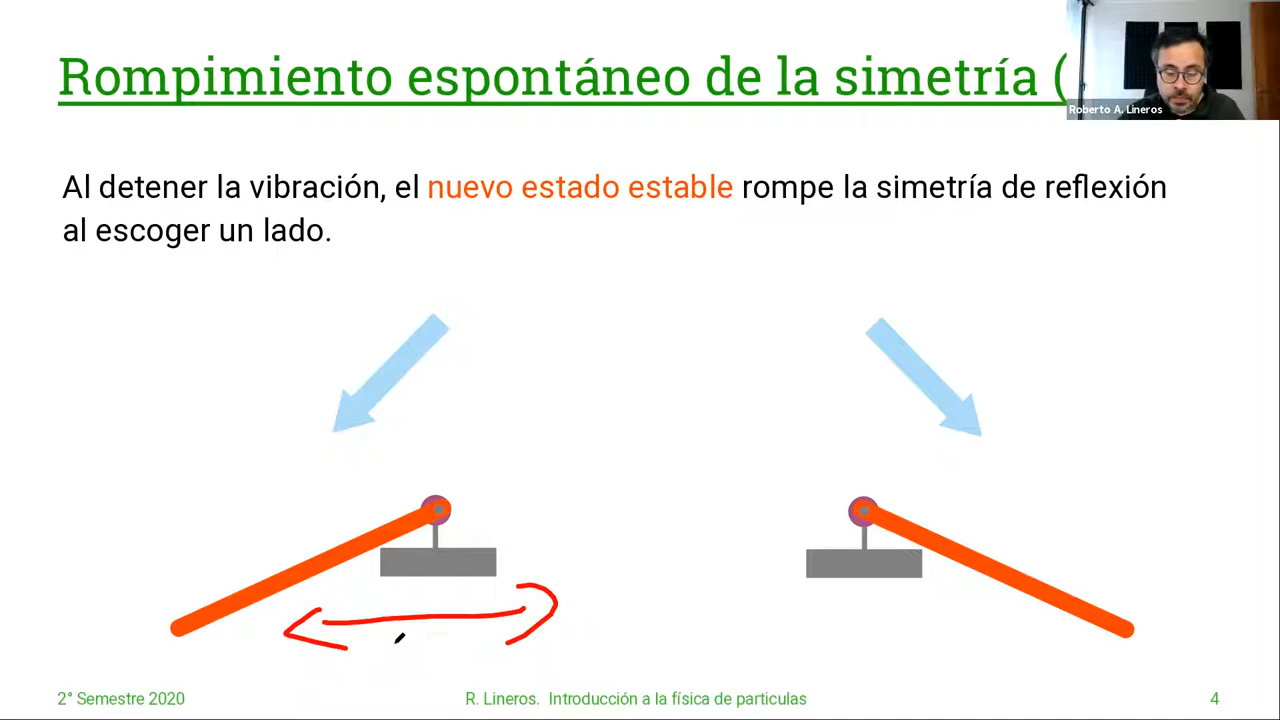 Rompimiento espontáneo de la simetría (
Roberto A. Lineros
Al detener la vibración, el nuevo estado estable rompe la simetría de reflexión
al escoger un lado.
2° Semestre 2020
R. Lineros. Introducción a la física de particulas
4